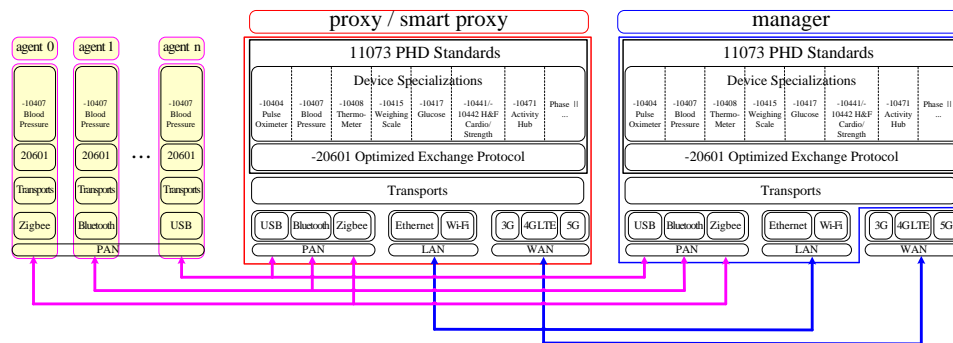 proxy / smart proxy
manager
agent 0
agent 1
agent n
-10407
Blood
Pressure
20601
Transports
Zigbee
-10407
Blood
Pressure
20601
Transports
Bluetooth
...
-10407
Blood
Pressure
20601
Transports
USB
PAN
11073 PHD Standards
Device Specializations
-10404
Pulse
Oximeter
-10407
Blood
Pressure
-10408
Thermo-
Meter
-10415
Weighing
Scale
-10417
Glucose
-10441/-
10442 H&F
Cardio/
Strength
-10471
Activity
Hub
Phase II
...
-20601 Optimized Exchange Protocol
Transports
USB
Bluetooth
Zigbee
Ethernet
Wi-Fi
3G
4GLTE
5G
PAN
LAN
WAN
11073 PHD Standards
Device Specializations
-10404
Pulse
Oximeter
-10407
Blood
Pressure
-10408
Thermo-
Meter
-10415
Weighing
Scale
-10417
Glucose
-10441/-
10442 H&F
Cardio/
Strength
-10471
Activity
Hub
Phase II
...
-20601 Optimized Exchange Protocol
Transports
USB
Bluetooth
Zigbee
Ethernet
Wi-Fi
3G
4GLTE
5G
PAN
LAN
WAN